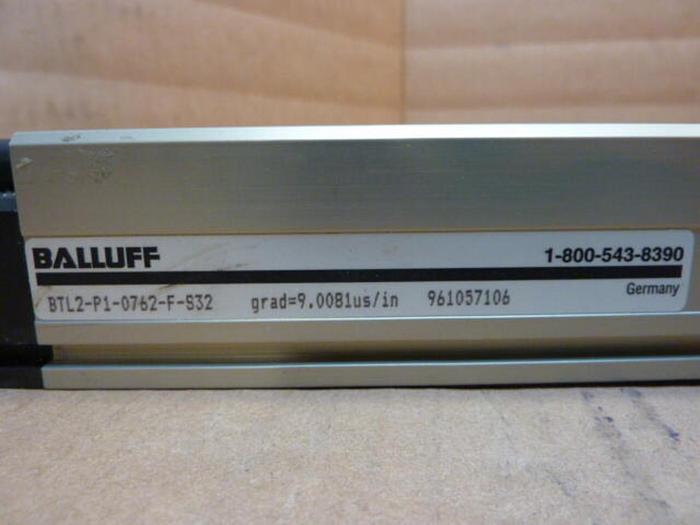 BALLUFF 1-800-543-8390
Germany
BTL2-P1-0762-F-S32 grad=9.0081us/in 961057106